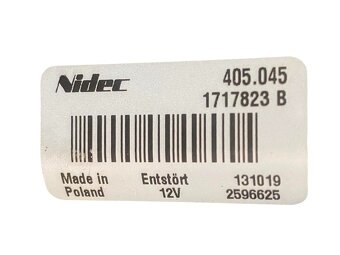 Nidec 405.045
1717823 B
Made in Entstört 131019
Poland 12V 2596625